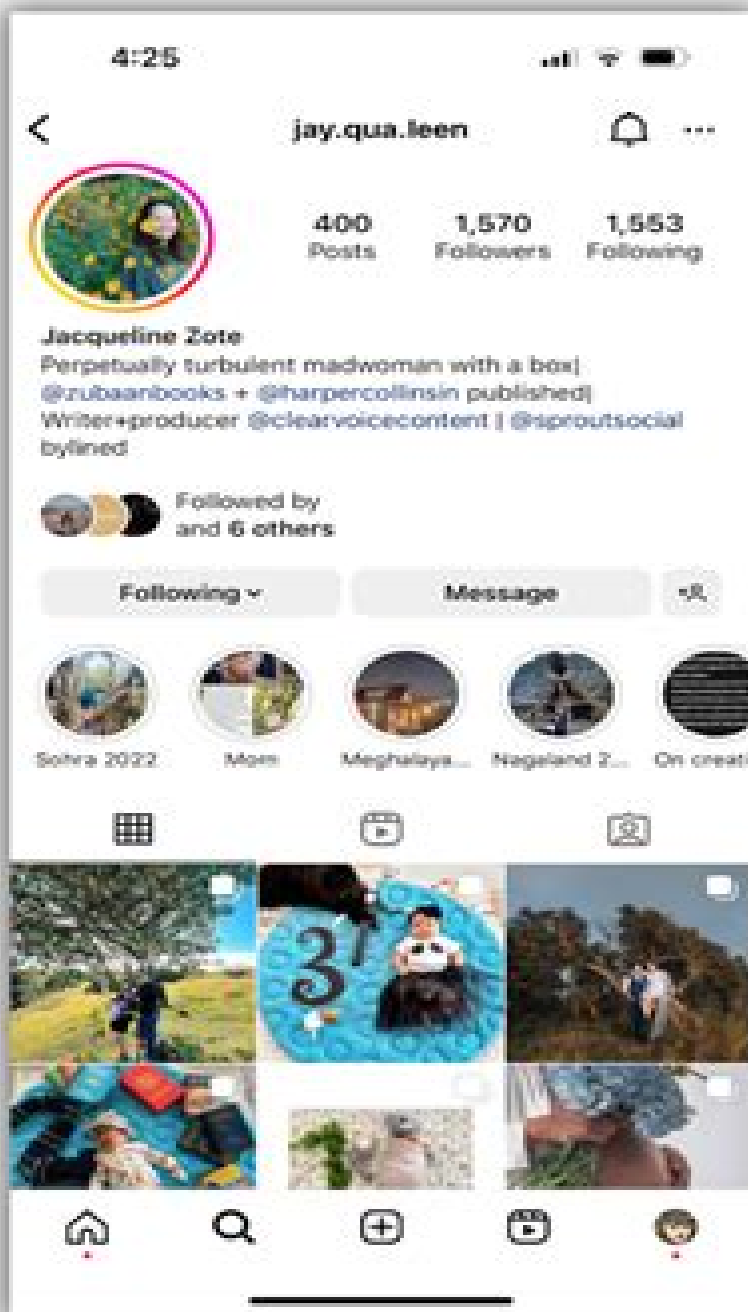 4:25
jay.qua.leen
400
1,570
1,553
Posts
Followers
Following
Jacqueline Zote
Perpetually turbulent madwoman with a box|
@zubaanbooks + @harpercollinsin published|
Writer+producer @clearvoicecontent | @sproutsocial
bylined
Followed by
and 6 others
Following
Message
Sohra 2022
Mom
Meghalaya...
Nagaland 2...
On creati
3